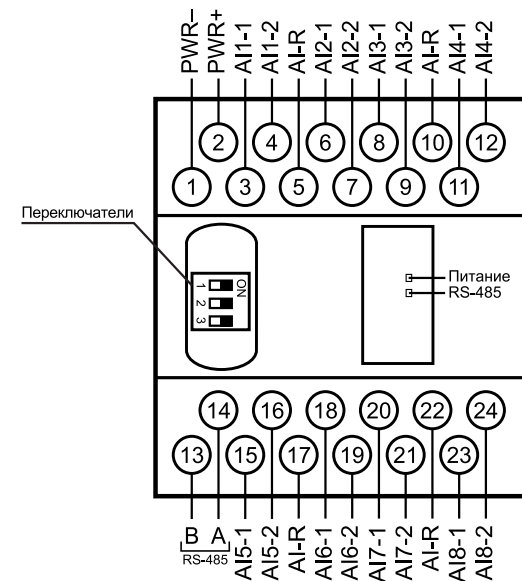 PWR–
PWR+
AI1-1
AI1-2
AI-R
AI2-1
AI2-2
AI3-1
AI3-2
AI-R
AI4-1
AI4-2
2 4 6 8 10 12
1 3 5 7 9 11
Переключатели
ON
1
2
3
Питание
RS-485
14 16 18 20 22 24
13 15 17 19 21 23
B A
RS-485
AI5-1
AI5-2
AI-R
AI6-1
AI6-2
AI7-1
AI7-2
AI-R
AI8-1
AI8-2